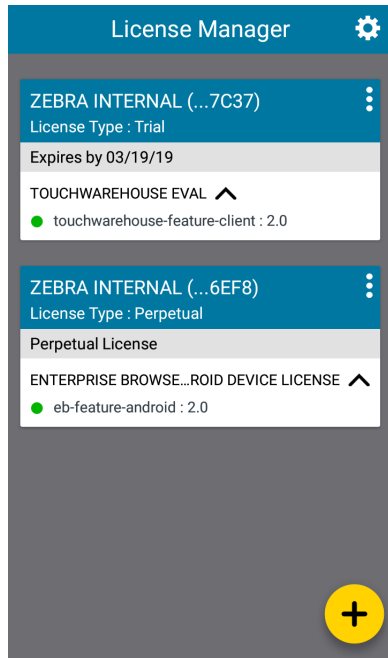 License Manager
ZEBRA INTERNAL (...7C37)
License Type : Trial
Expires by 03/19/19
TOUCHWAREHOUSE EVAL
touchwarehouse-feature-client : 2.0
ZEBRA INTERNAL (...6EF8)
License Type : Perpetual
Perpetual License
ENTERPRISE BROWSE...ROID DEVICE LICENSE
eb-feature-android : 2.0